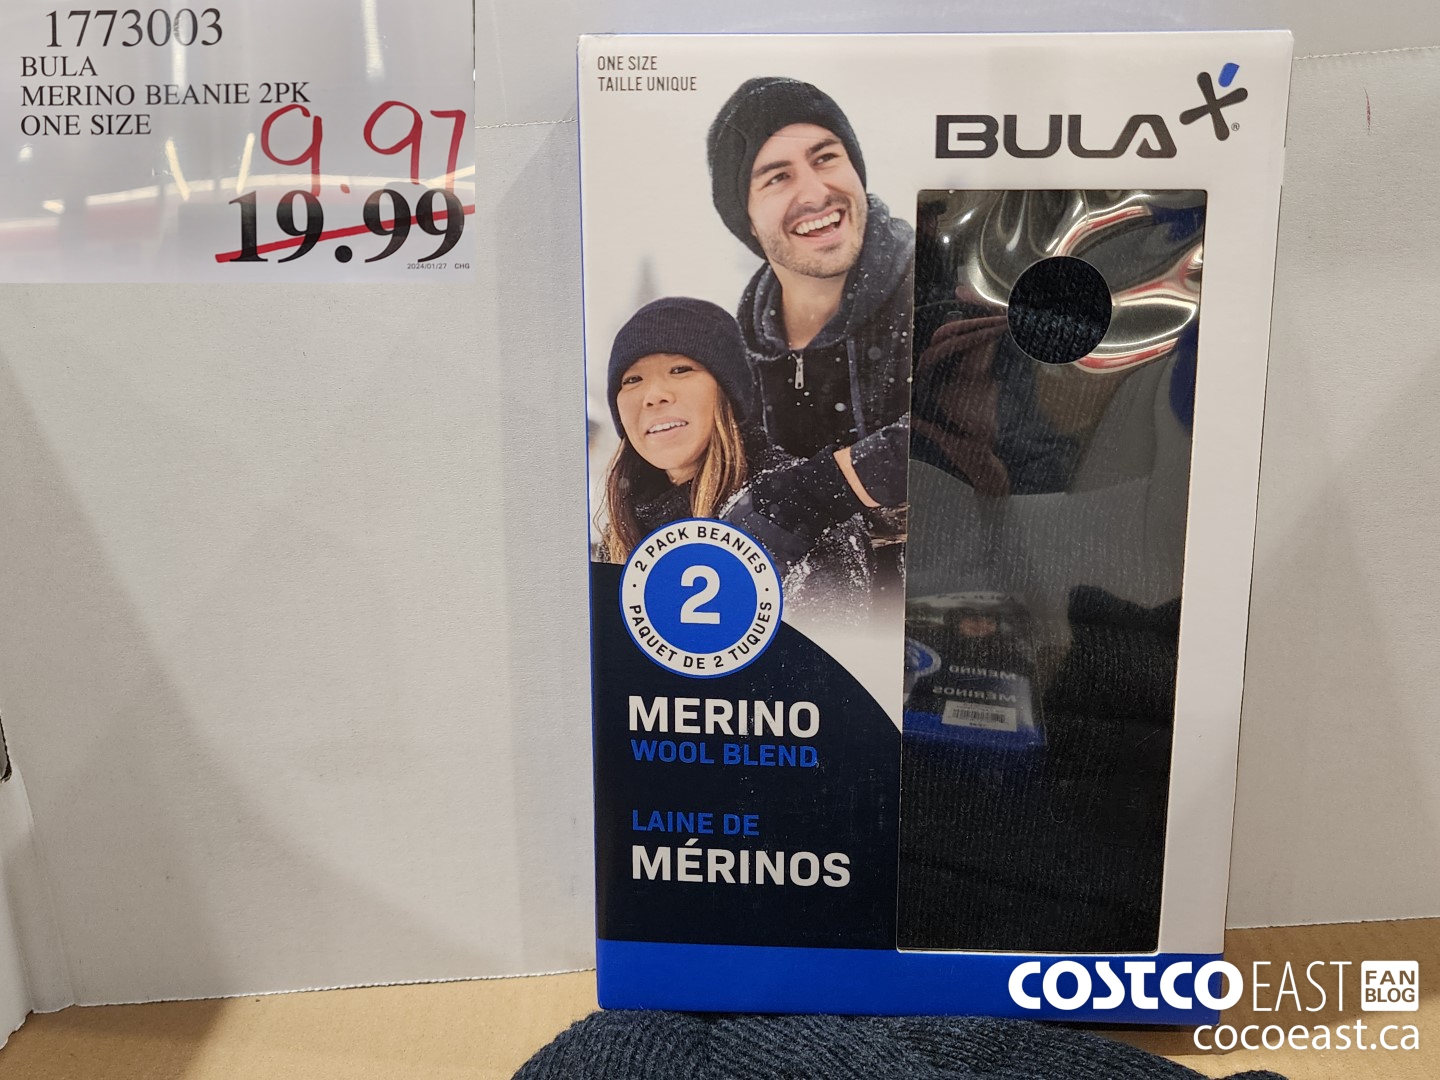 1773003
BULA
MERINO BEANIE 2PK
ONE SIZE
9.97
19.99
2024/01/27 CHG
ONE SIZE
TAILLE UNIQUE
BULA
®
2 PACK BEANIES
2
PAQUET DE 2 TUQUES
MERINO
WOOL BLEND
LAINE DE
MÉRINOS
MERINO
MÉRINOS
COSTCO EAST FAN BLOG
cocoeast.ca